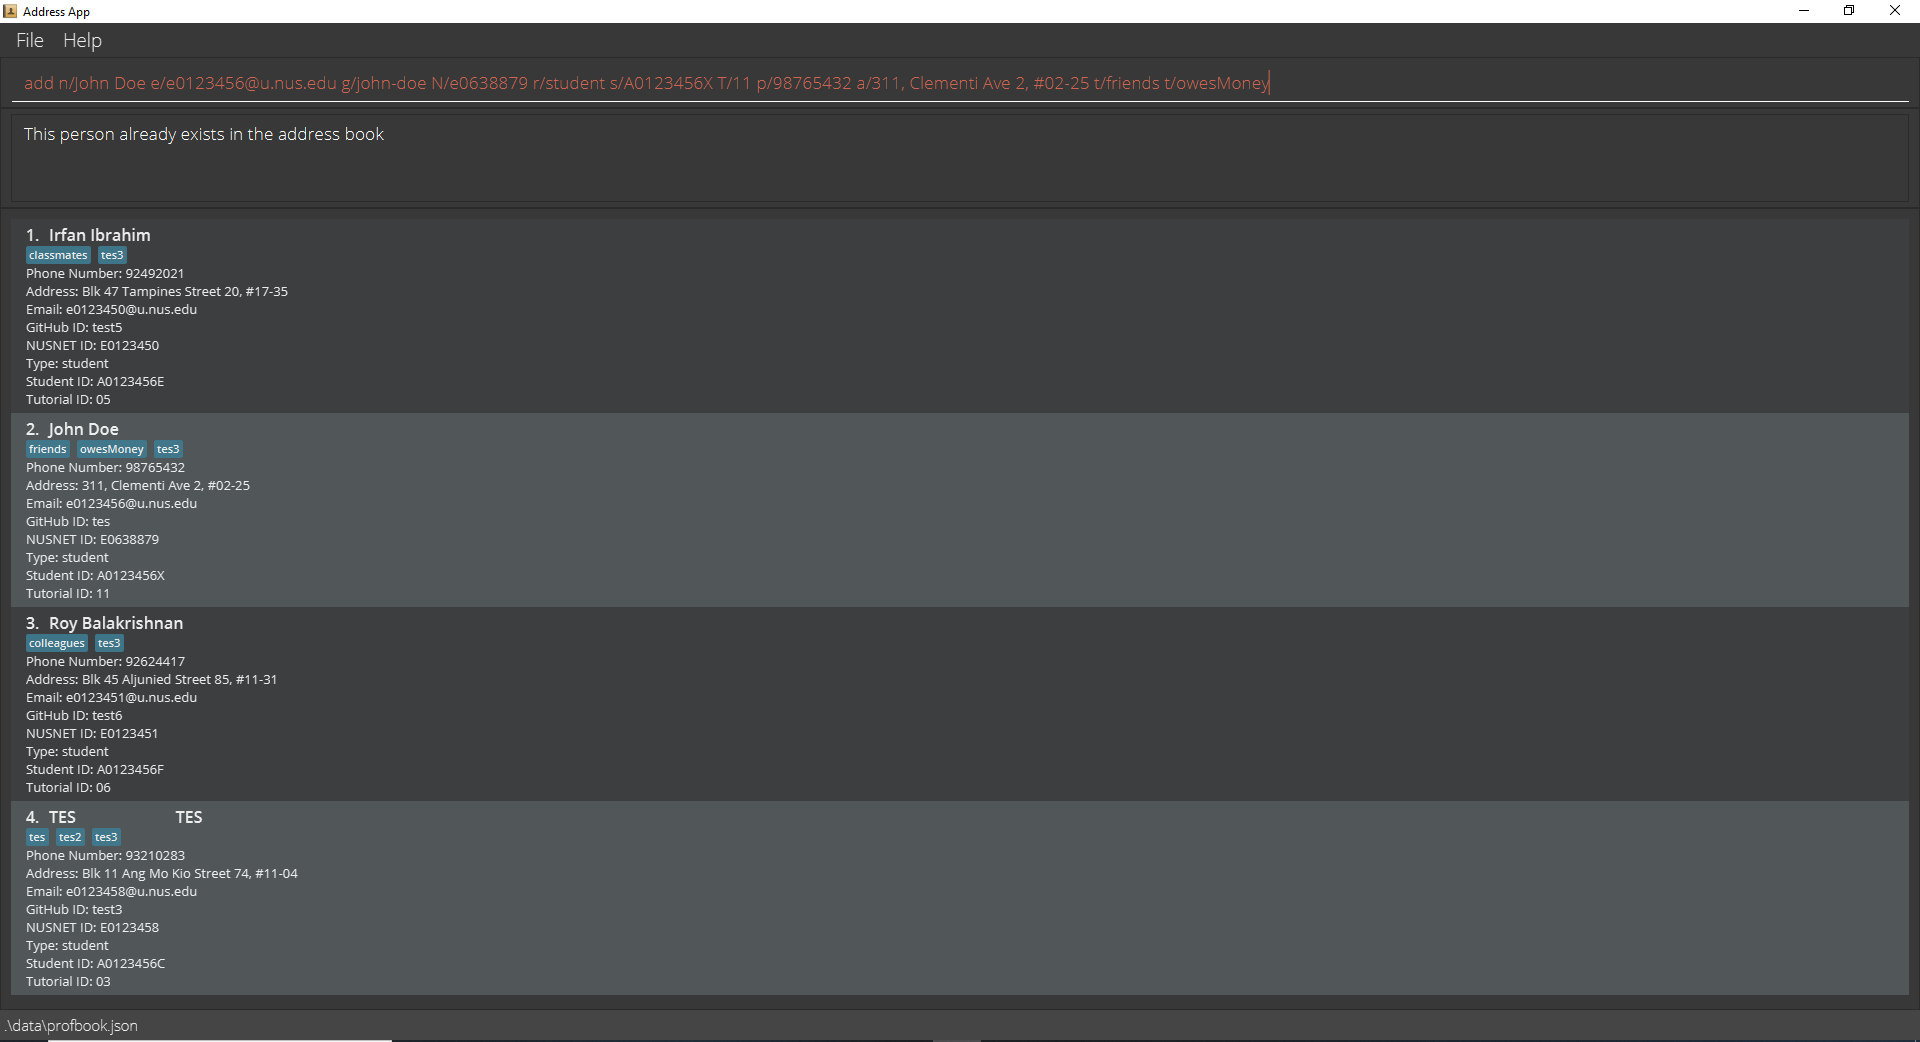 Address App
File Help
add n/John Doe e/e0123456@u.nus.edu g/john-doe N/e0638879 r/student s/A0123456X T/11 p/98765432 a/311, Clementi Ave 2, #02-25 t/friends t/owesMoney
This person already exists in the address book
1. Irfan Ibrahim
classmates tes3
Phone Number: 92492021
Address: Blk 47 Tampines Street 20, #17-35
Email: e0123450@u.nus.edu
GitHub ID: test5
NUSNET ID: E0123450
Type: student
Student ID: A0123456E
Tutorial ID: 05
2. John Doe
friends owesMoney tes3
Phone Number: 98765432
Address: 311, Clementi Ave 2, #02-25
Email: e0123456@u.nus.edu
GitHub ID: tes
NUSNET ID: E0638879
Type: student
Student ID: A0123456X
Tutorial ID: 11
3. Roy Balakrishnan
colleagues tes3
Phone Number: 92624417
Address: Blk 45 Aljunied Street 85, #11-31
Email: e0123451@u.nus.edu
GitHub ID: test6
NUSNET ID: E0123451
Type: student
Student ID: A0123456F
Tutorial ID: 06
4. TES TES
tes tes2 tes3
Phone Number: 93210283
Address: Blk 11 Ang Mo Kio Street 74, #11-04
Email: e0123458@u.nus.edu
GitHub ID: test3
NUSNET ID: E0123458
Type: student
Student ID: A0123456C
Tutorial ID: 03
.\data\profbook.json